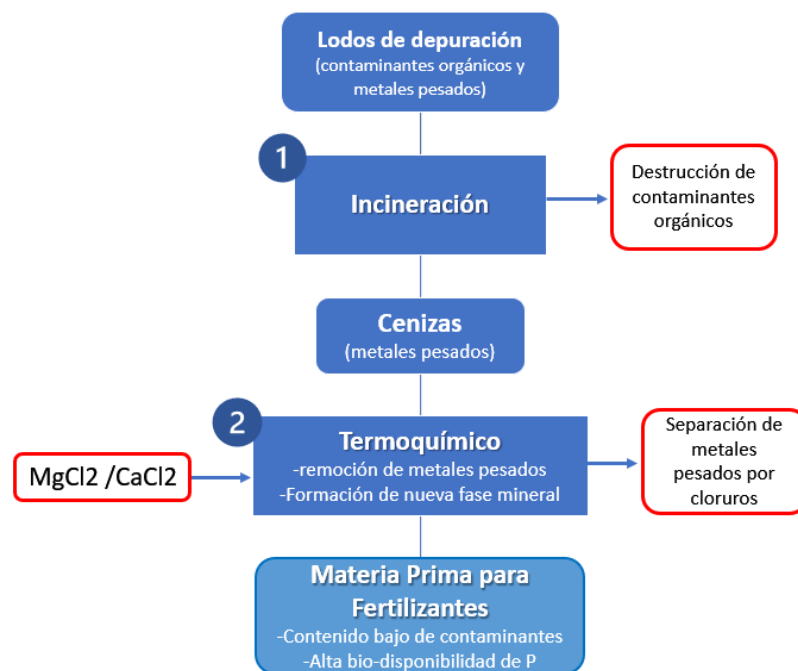 Lodos de depuración
(contaminantes orgánicos y
metales pesados)
1
Incineración
Destrucción de
contaminantes
orgánicos
Cenizas
(metales pesados)
2
Termoquímico
-remoción de metales pesados
-Formación de nueva fase mineral
MgCl2 /CaCl2
Separación de
metales
pesados por
cloruros
Materia Prima para
Fertilizantes
-Contenido bajo de contaminantes
-Alta bio-disponibilidad de P